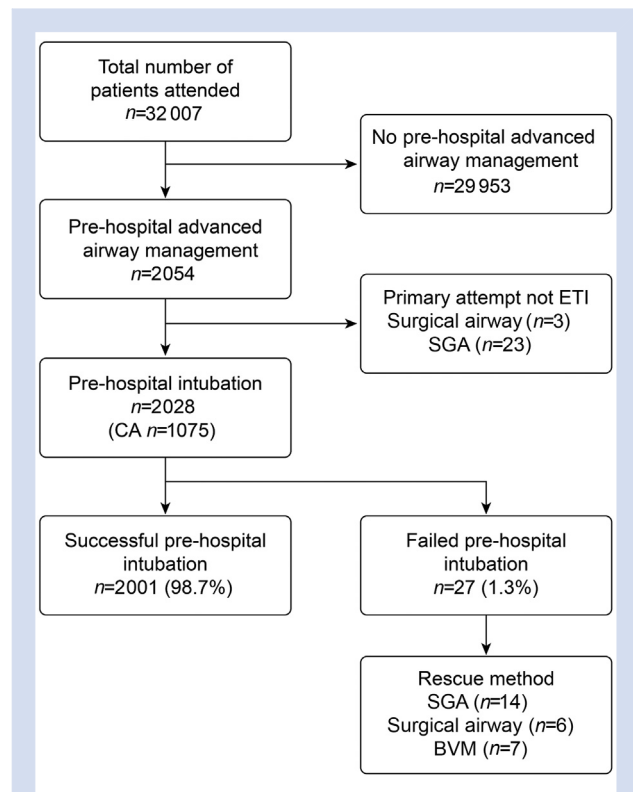 Total number of
patients attended
n=32 007
No pre-hospital advanced
airway management
n=29 953
Pre-hospital advanced
airway management
n=2054
Primary attempt not ETI
Surgical airway (n=3)
SGA (n=23)
Pre-hospital intubation
n=2028
(CA n=1075)
Successful pre-hospital
intubation
n=2001 (98.7%)
Failed pre-hospital
intubation
n=27 (1.3%)
Rescue method
SGA (n=14)
Surgical airway (n=6)
BVM (n=7)